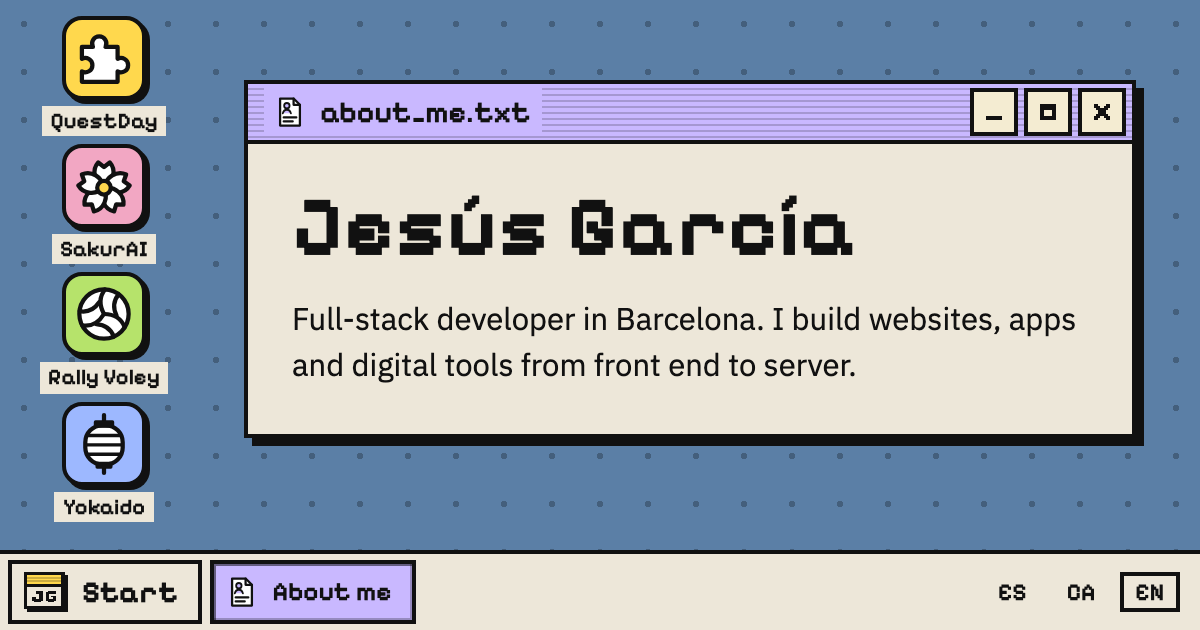 QuestDay
SakurAI
Rally Voley
Yokaido
about_me.txt
Jesús García
Full-stack developer in Barcelona. I build websites, apps
and digital tools from front end to server.
JG Start
About me
ES CA EN